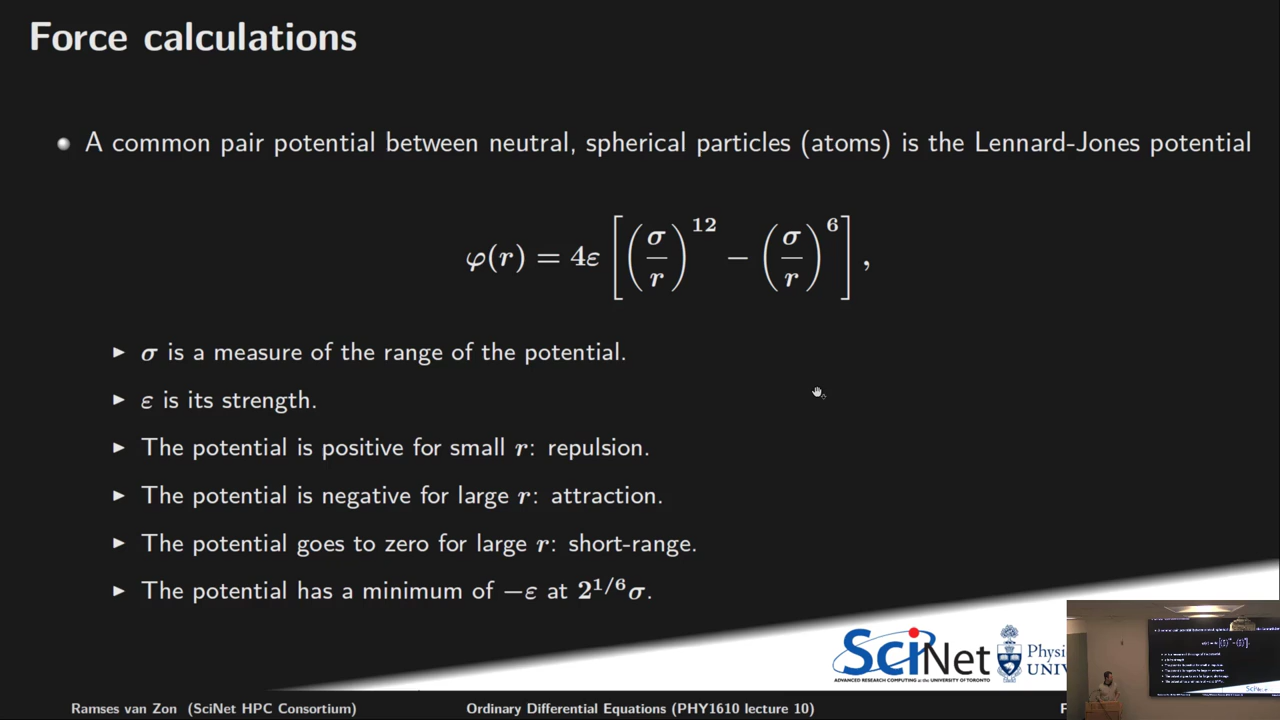 Force calculations
A common pair potential between neutral, spherical particles (atoms) is the Lennard-Jones potential
φ(r) = 4ε [(σ/r)^12 − (σ/r)^6],
σ is a measure of the range of the potential.
ε is its strength.
The potential is positive for small r: repulsion.
The potential is negative for large r: attraction.
The potential goes to zero for large r: short-range.
The potential has a minimum of −ε at 2^1/6σ.
SciNet
ADVANCED RESEARCH COMPUTING at the UNIVERSITY OF TORONTO
Physi
UNIV
Ramses van Zon (SciNet HPC Consortium)
Ordinary Differential Equations (PHY1610 lecture 10)
F